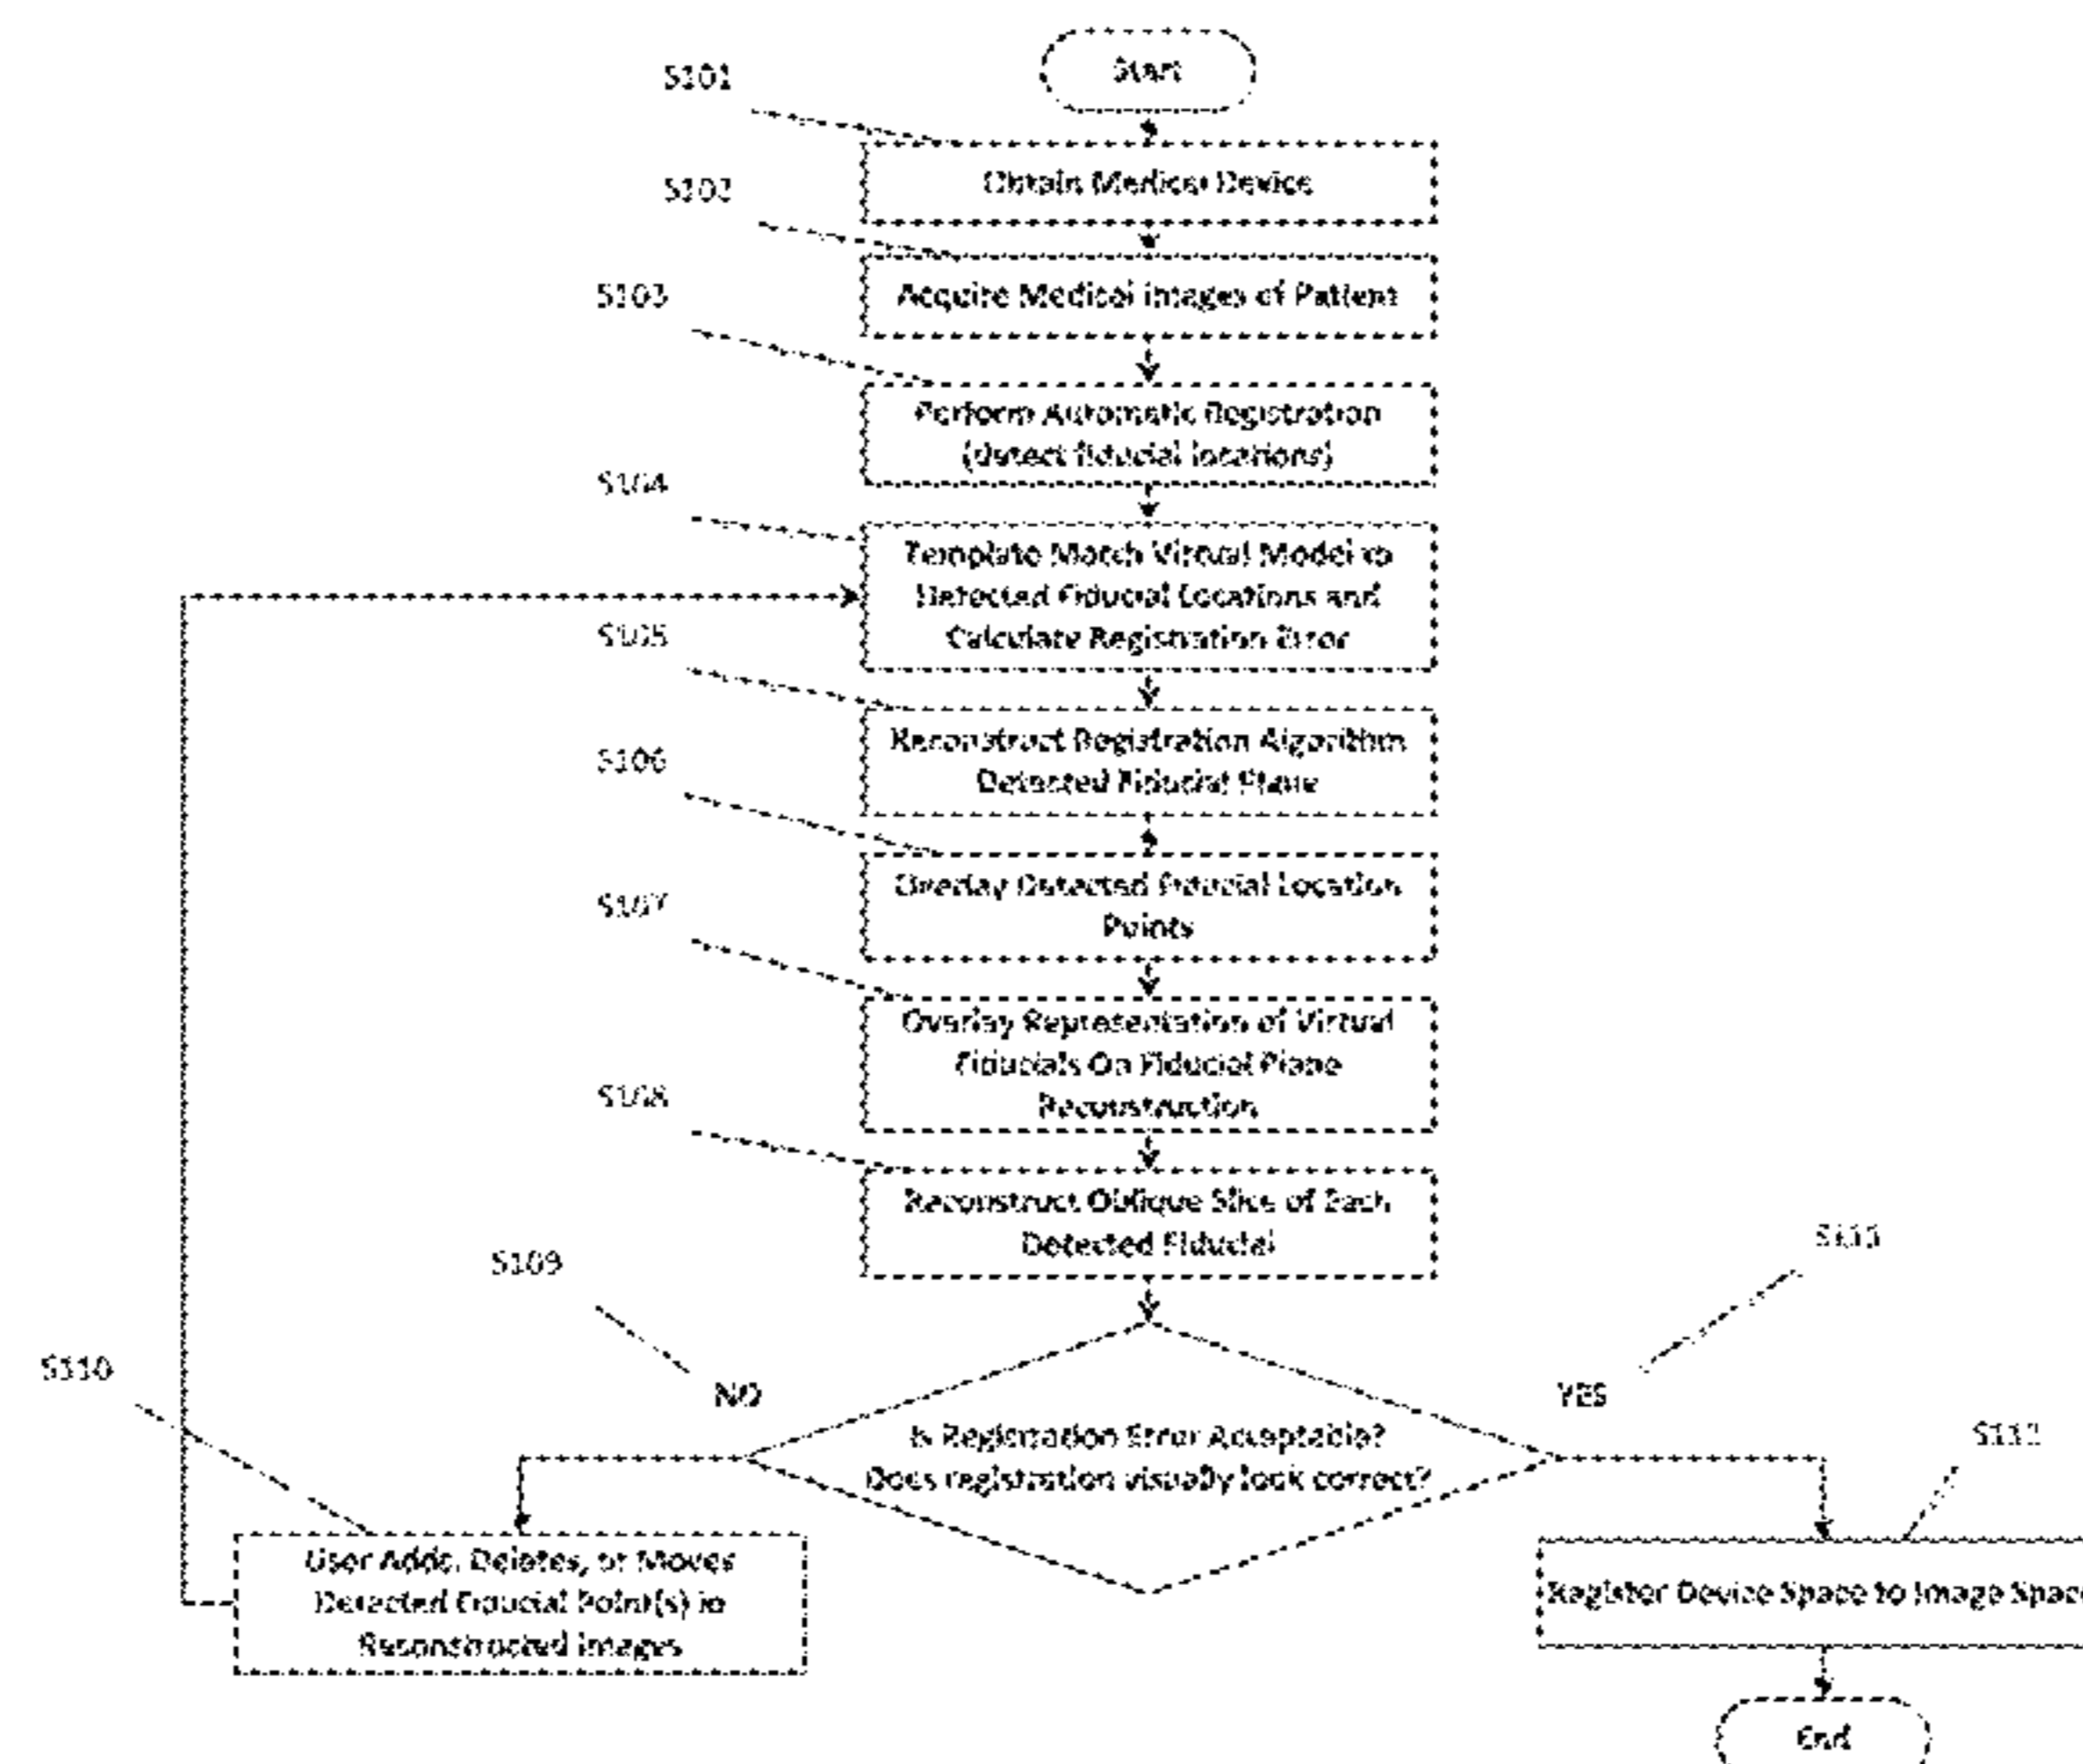 Start
S101
Obtain Medical Device
S102
Acquire Medical Images of Patient
S103
Perform Automatic Registration
(detect fiducial locations)
S104
Template Match Virtual Model to
Detected Fiducial Locations and
Calculate Registration Error
S105
Reconstruct Registration Algorithm
Detected Fiducial Plane
S106
Overlay Detected Fiducial Location
Points
S107
Overlay Representation of Virtual
Fiducials On Fiducial Plane
Reconstruction
S108
Reconstruct Oblique Slice of Each
Detected Fiducial
S109
NO
S111
YES
Is Registration Error Acceptable?
Does registration visually look correct?
S110
User Adds, Deletes, or Moves
Detected Fiducial Point(s) in
Reconstructed Images
S112
Register Device Space to Image Space
End